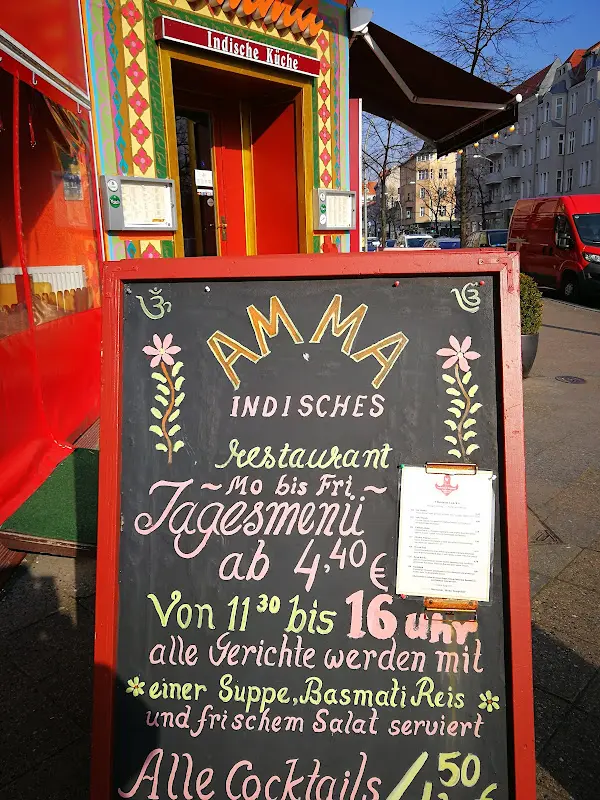 Amma
Indische Küche
ॐ
ੴ
AMMA
INDISCHES
restaurant
~ Mo bis Fri. ~
Tagesmenü
ab 4,40 €
Von 11 30 bis 16 uhr
alle Gerichte werden mit
einer Suppe, Basmati Reis
und frischem Salat serviert
Alle Cocktails 4,50 €